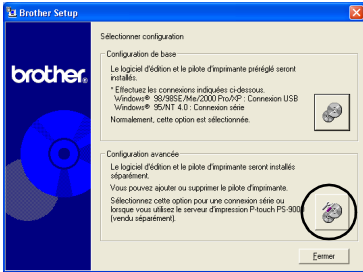 Brother Setup
brother®
Sélectionner configuration
Configuration de base
Le logiciel d'édition et le pilote d'imprimante préréglé seront
installés.
* Effectuez les connexions indiquées ci-dessous.
Windows® 98/98SE/Me/2000 Pro/XP : Connexion USB
Windows® 95/NT 4.0 : Connexion série
Normalement, cette option est sélectionnée.
Configuration avancée
Le logiciel d'édition et le pilote d'imprimante seront installés
séparément.
Vous pouvez ajouter ou supprimer le pilote d'imprimante.
Sélectionnez cette option pour une connexion série ou
lorsque vous utilisez le serveur d'impression P-touch PS-9000
(vendu séparément).
Fermer